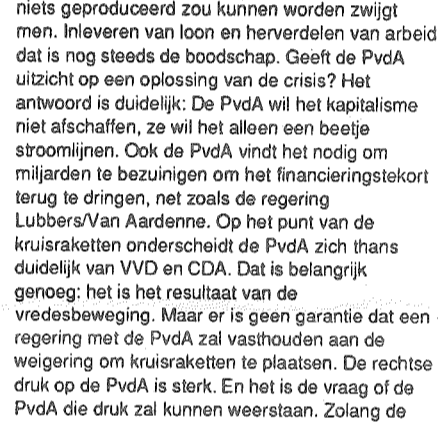 niets geproduceerd zou kunnen worden zwijgt
men. Inleveren van loon en herverdelen van arbeid
dat is nog steeds de boodschap. Geeft de PvdA
uitzicht op een oplossing van de crisis? Het
antwoord is duidelijk: De PvdA wil het kapitalisme
niet afschaffen, ze wil het alleen een beetje
stroomlijnen. Ook de PvdA vindt het nodig om
miljarden te bezuinigen om het financieringstekort
terug te dringen, net zoals de regering
Lubbers/Van Aardenne. Op het punt van de
kruisraketten onderscheidt de PvdA zich thans
duidelijk van VVD en CDA. Dat is belangrijk
genoeg: het is het resultaat van de
vredesbeweging. Maar er is geen garantie dat een
regering met de PvdA zal vasthouden aan de
weigering om kruisraketten te plaatsen. De rechtse
druk op de PvdA is sterk. En het is de vraag of de
PvdA die druk zal kunnen weerstaan. Zolang de